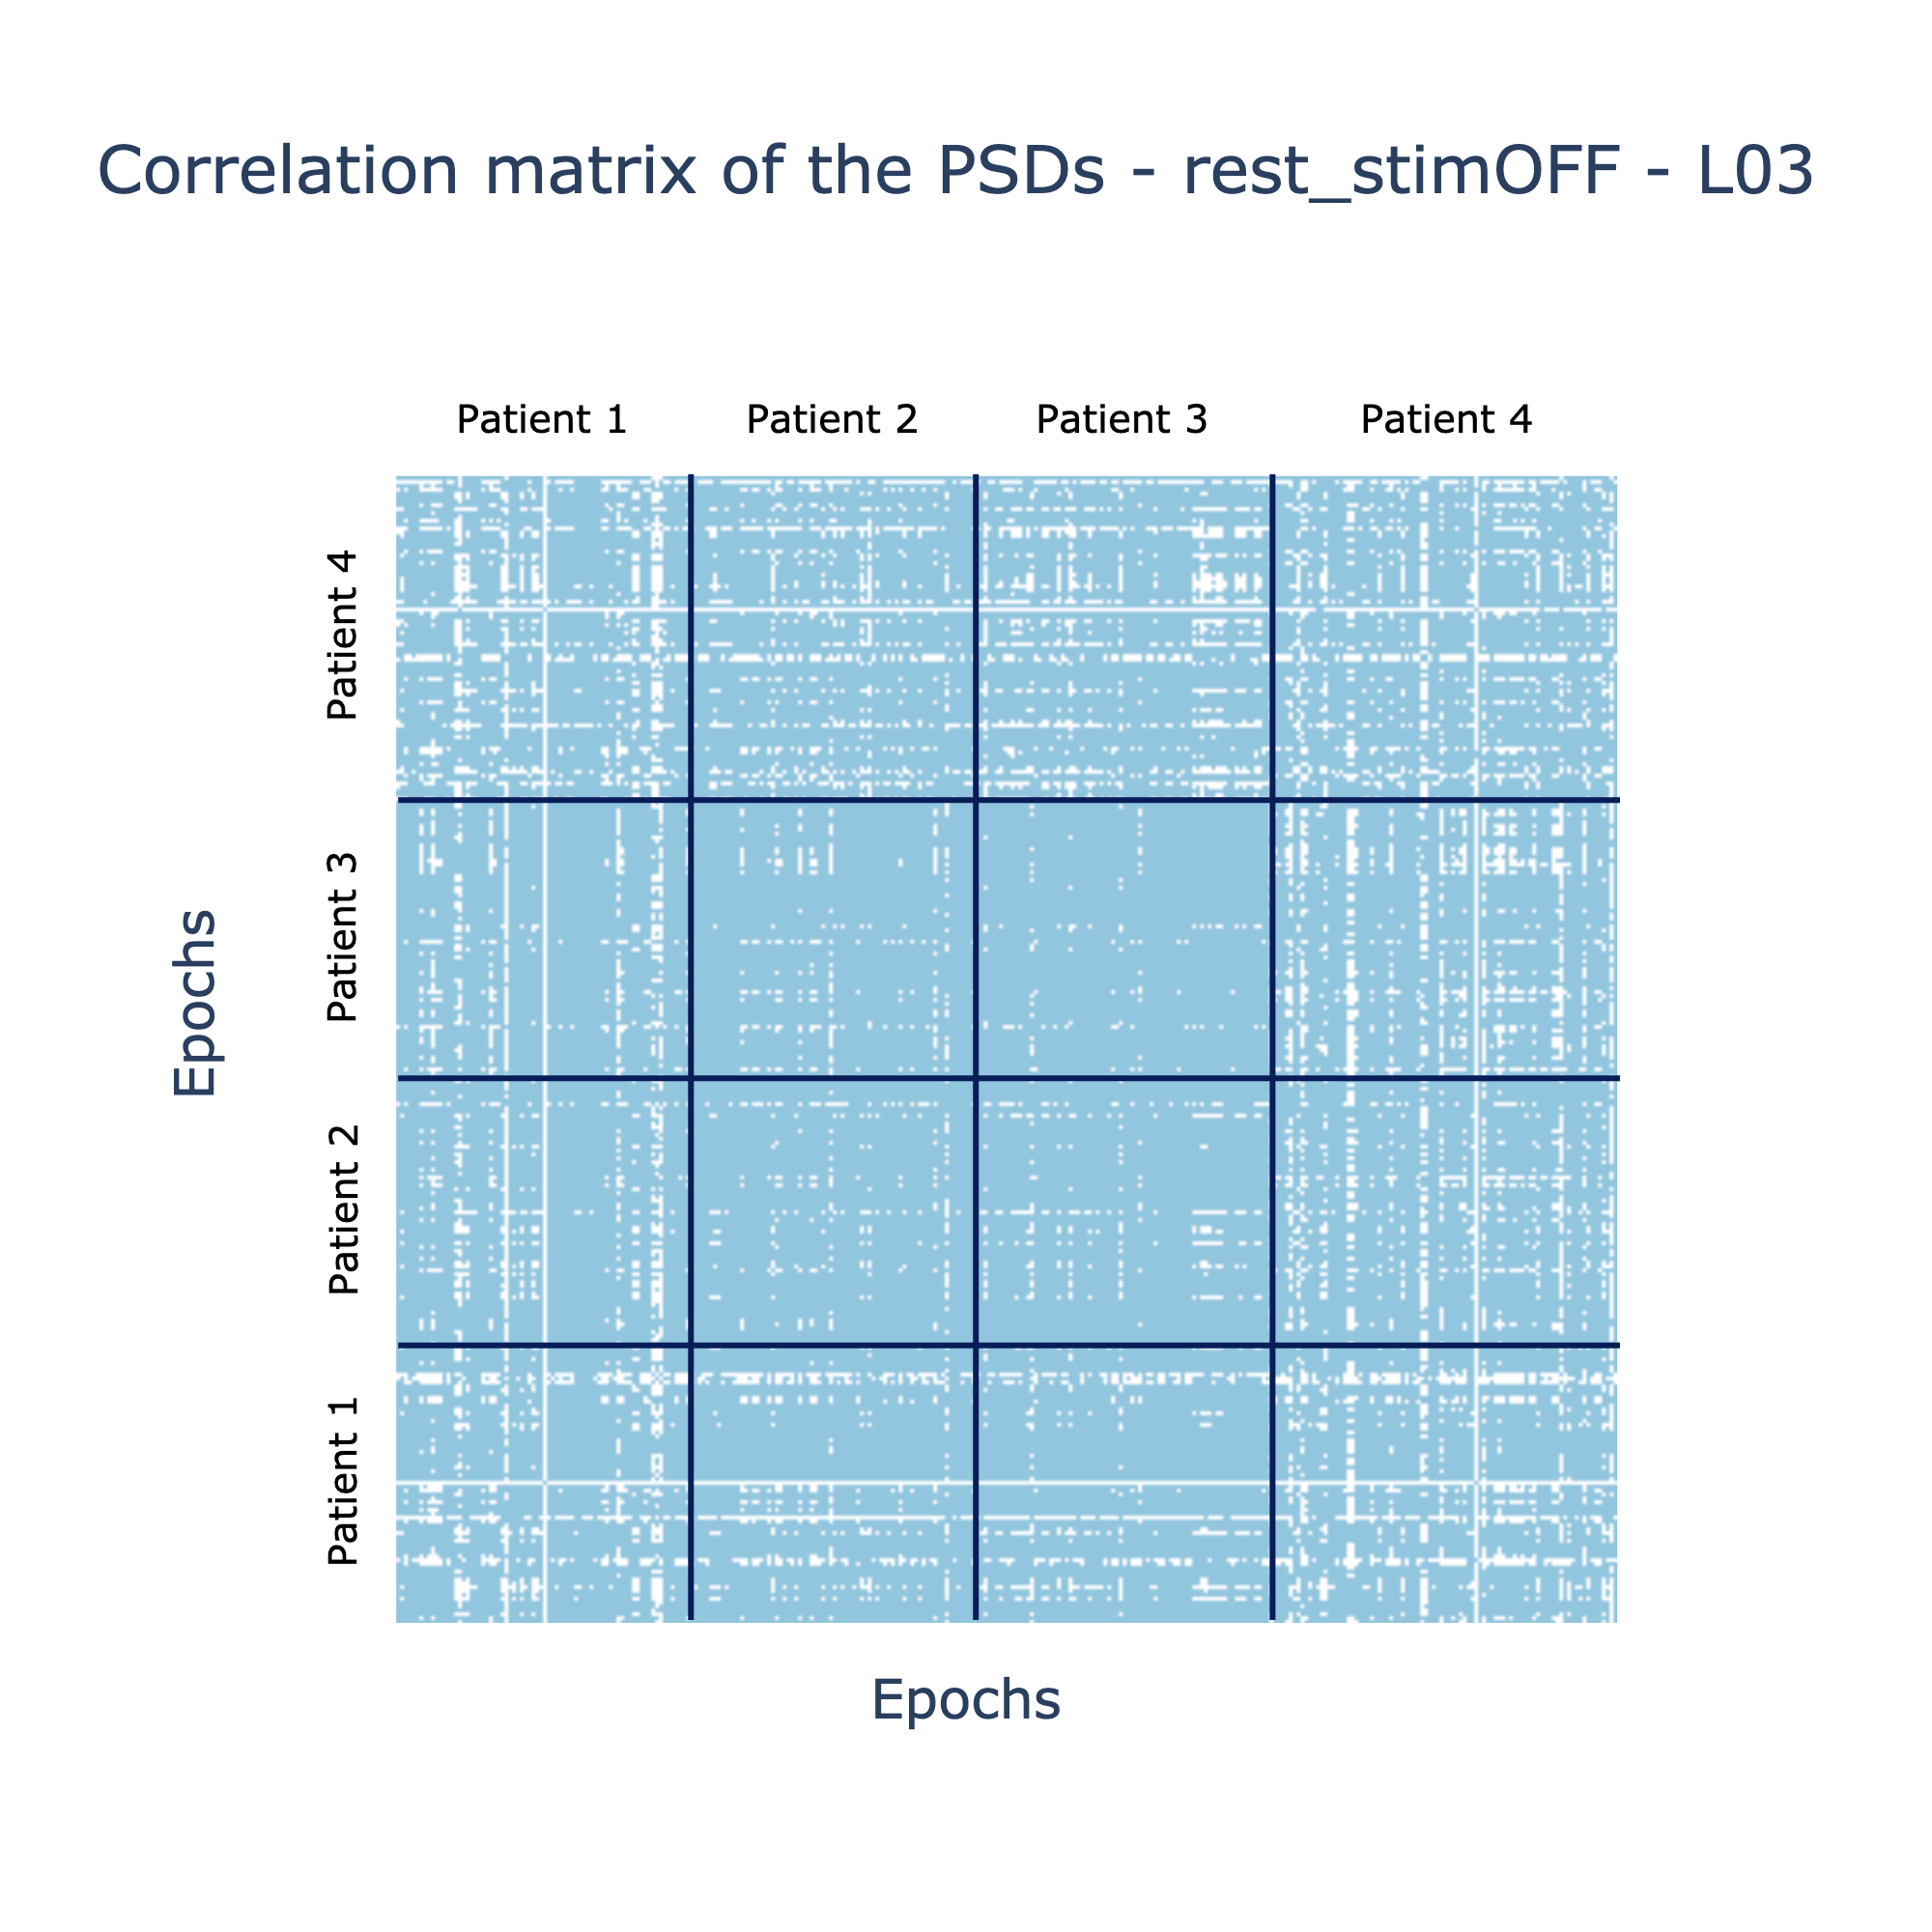 Correlation matrix of the PSDs - rest_stimOFF - L03
Patient 1
Patient 2
Patient 3
Patient 4
Patient 4
Patient 3
Patient 2
Patient 1
Epochs
Epochs